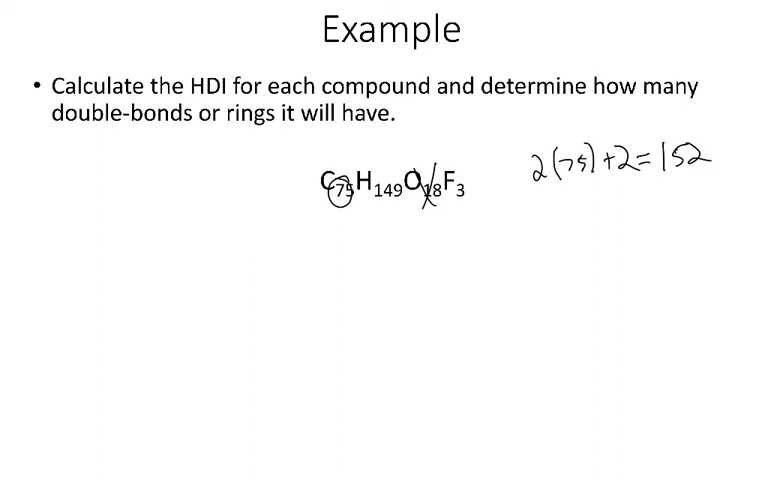 Example
• Calculate the HDI for each compound and determine how many
double-bonds or rings it will have.
2(75)+2=152
C₇₅H₁₄₉O₁₈F₃